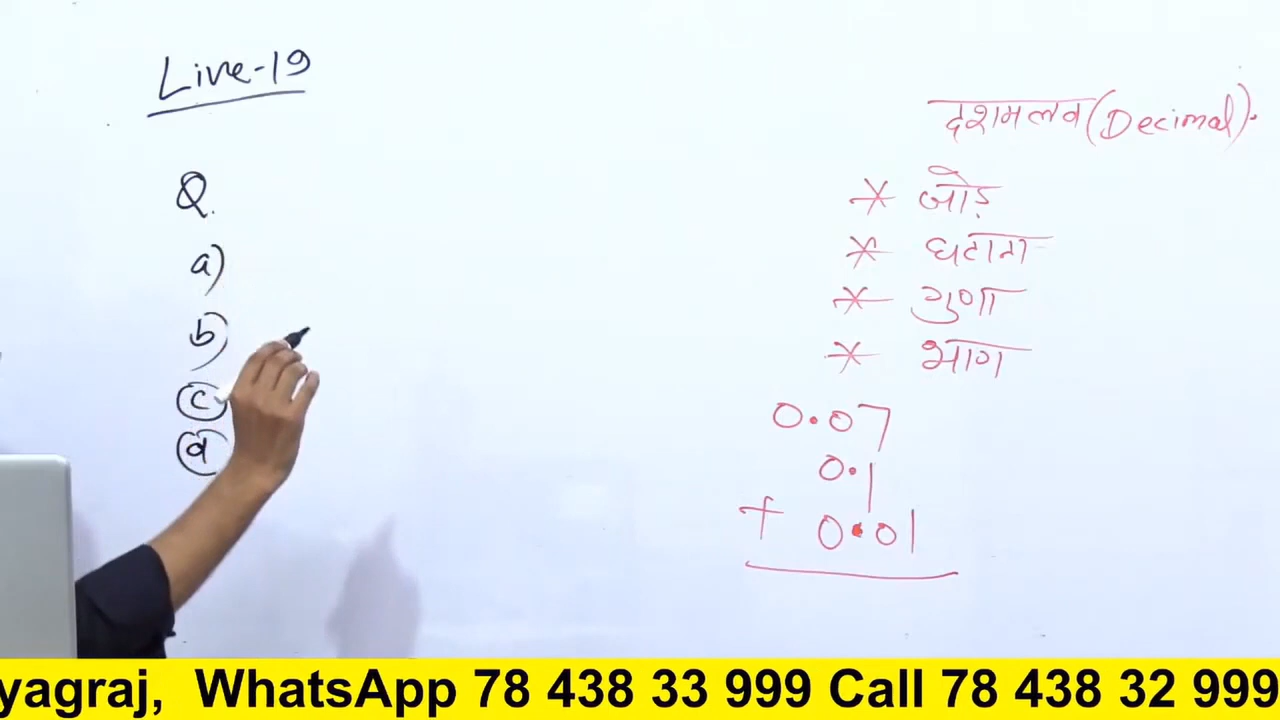 Live-19
Q.
a)
b)
c
d
दशमलव (Decimal):
* जोड़
* घटाना
* गुणा
* भाग
0.07
0.1
+ 0.01
yagraj, WhatsApp 78 438 33 999 Call 78 438 32 999